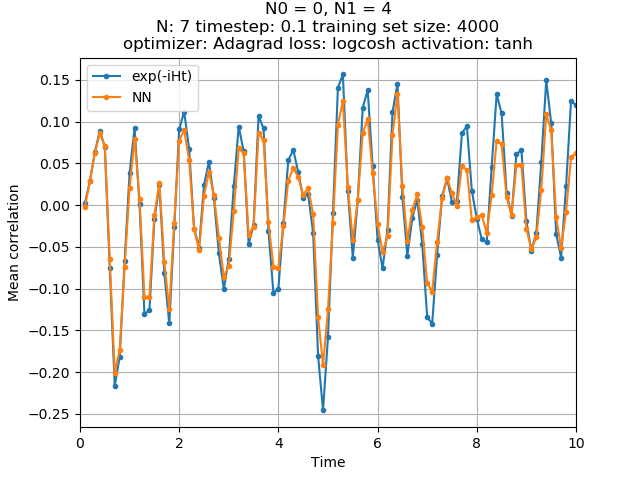 N0 = 0, N1 = 4
N: 7 timestep: 0.1 training set size: 4000
optimizer: Adagrad loss: logcosh activation: tanh
exp(-iHt)
NN
Mean correlation
0.15
0.10
0.05
0.00
−0.05
−0.10
−0.15
−0.20
−0.25
0 2 4 6 8 10
Time